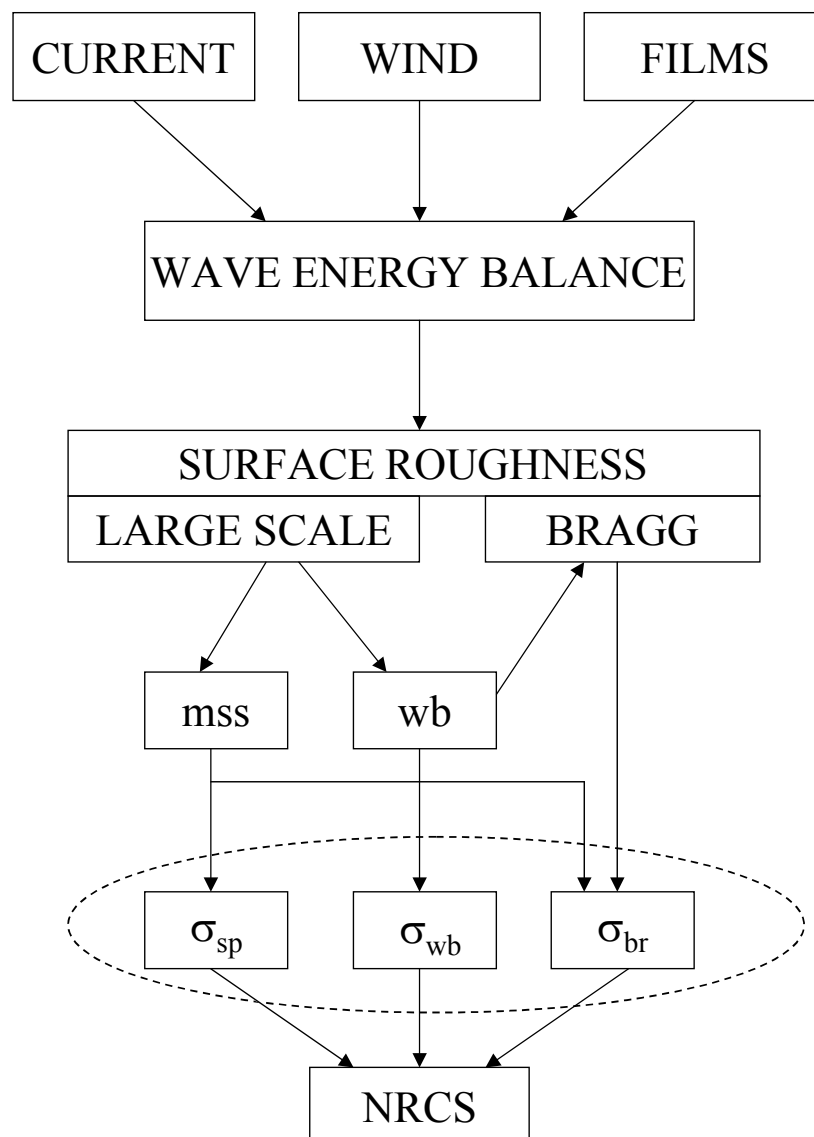 CURRENT WIND FILMS
WAVE ENERGY BALANCE
SURFACE ROUGHNESS
LARGE SCALE BRAGG
mss wb
σsp σwb σbr
NRCS